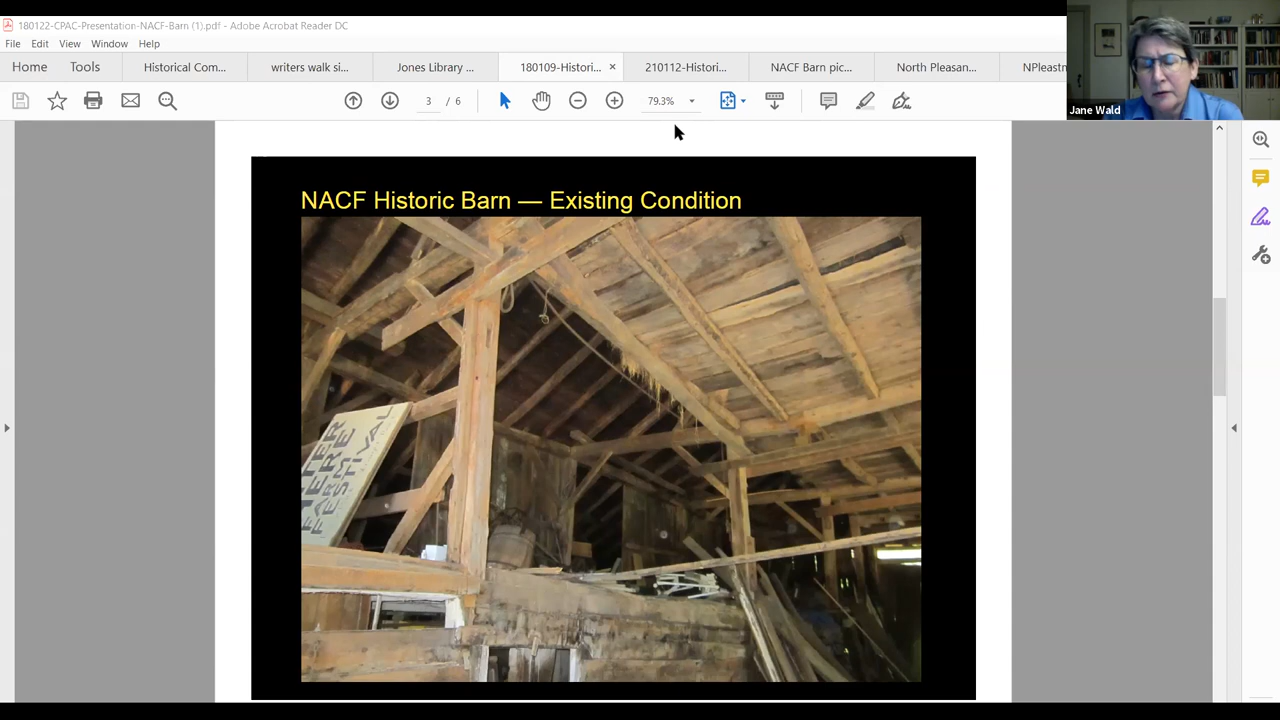 180122-CPAC-Presentation-NACF-Barn (1).pdf - Adobe Acrobat Reader DC
File Edit View Window Help
Home Tools Historical Com... writers walk si... Jones Library ... 180109-Histori... × 210112-Histori... NACF Barn pic... North Pleasan... NPleastn
3 / 6 79.3%
Jane Wald
NACF Historic Barn — Existing Condition
FERE
FESTIVAL